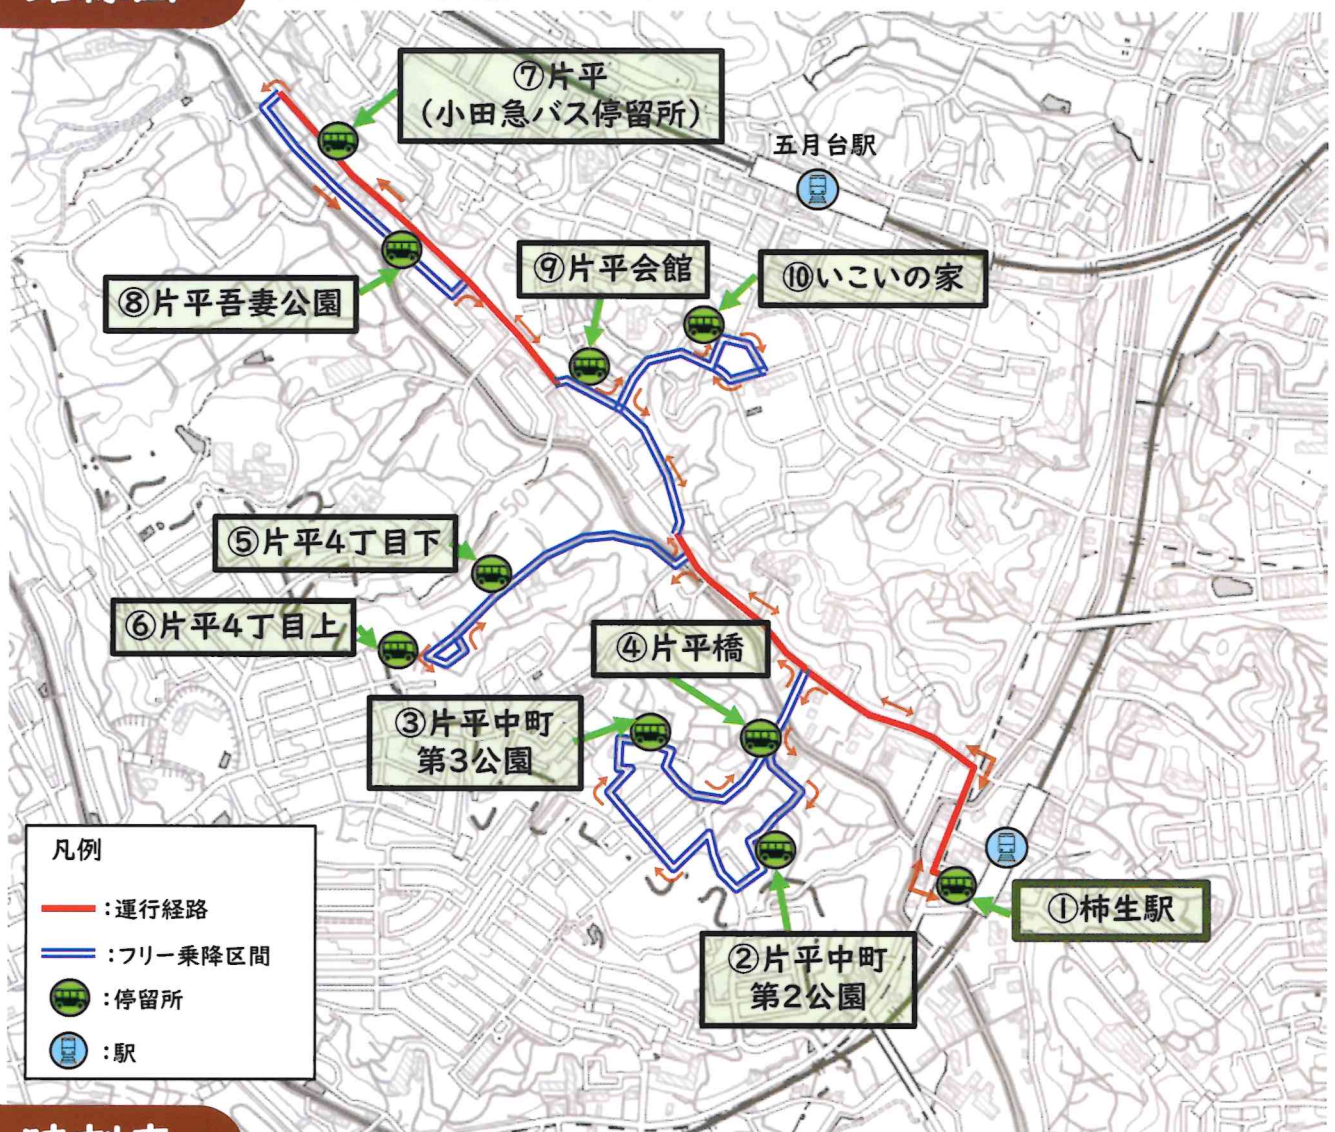 ⑦片平
(小田急バス停留所)
五月台駅
⑨片平会館
⑩いこいの家
⑧片平吾妻公園
⑤片平4丁目下
⑥片平4丁目上
④片平橋
③片平中町
第3公園
①柿生駅
②片平中町
第2公園
凡例
:運行経路
:フリー乗降区間
:停留所
:駅